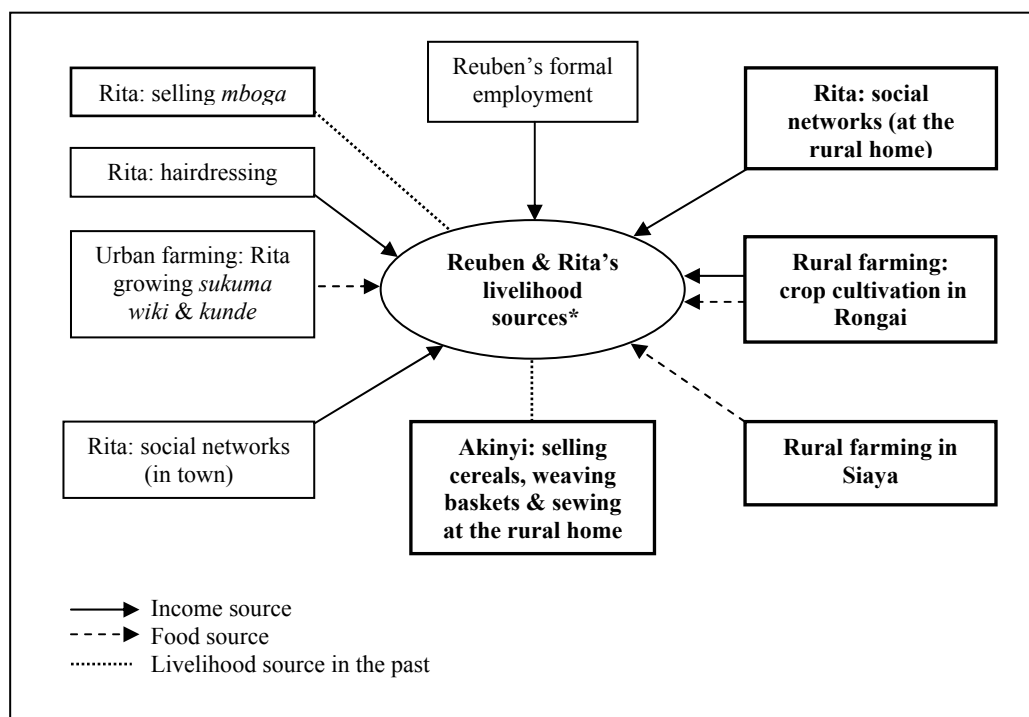 Reuben's formal
employment
Rita: selling mboga
Rita: social
networks (at the
rural home)
Rita: hairdressing
Urban farming: Rita
growing sukuma
wiki & kunde
Reuben & Rita's
livelihood
sources*
Rural farming:
crop cultivation in
Rongai
Rita: social networks
(in town)
Akinyi: selling
cereals, weaving
baskets & sewing
at the rural home
Rural farming in
Siaya
Income source
Food source
Livelihood source in the past